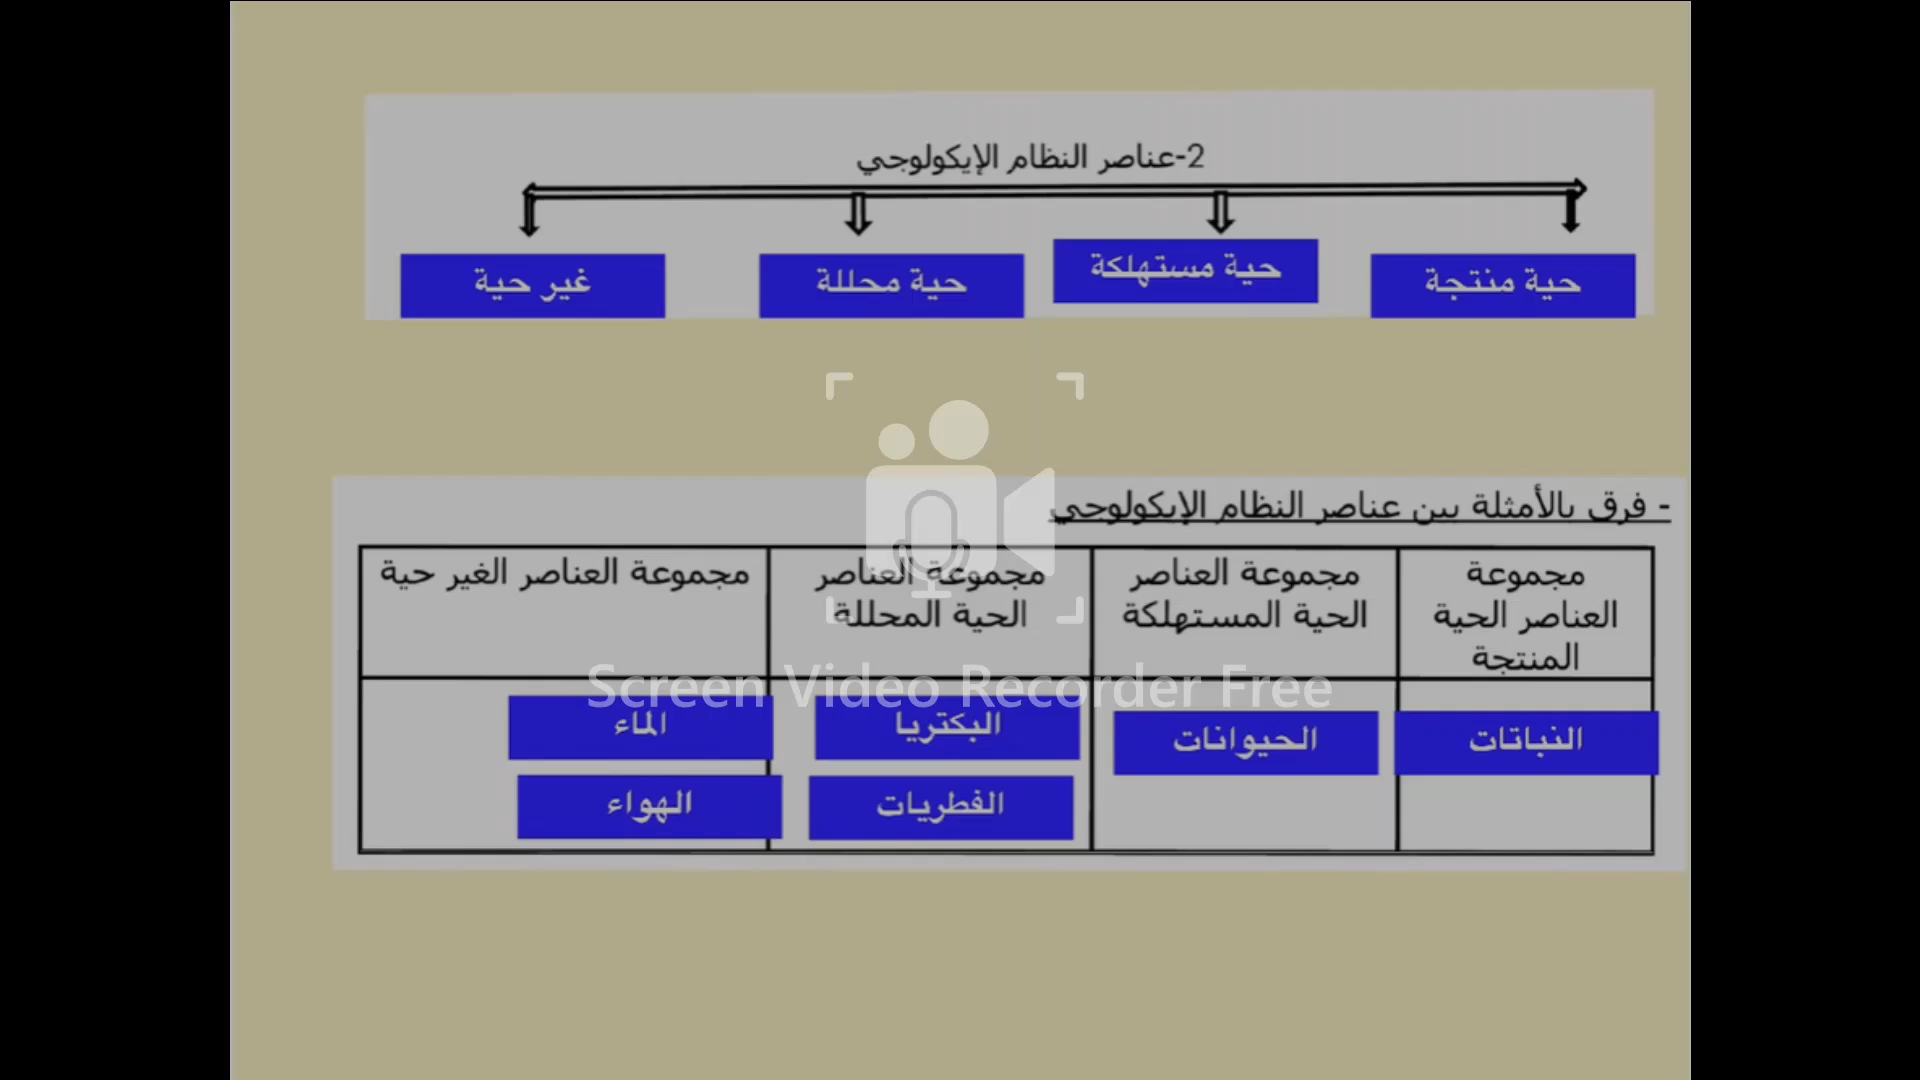 2-عناصر النظام الإيكولوجي
حية منتجة
حية مستهلكة
حية محللة
غير حية
- فرق بالأمثلة بين عناصر النظام الإيكولوجي
مجموعة
العناصر الحية
المنتجة
مجموعة العناصر
الحية المستهلكة
مجموعة العناصر
الحية المحللة
مجموعة العناصر الغير حية
النباتات
الحيوانات
البكتريا
الفطريات
الماء
الهواء
Screen Video Recorder Free